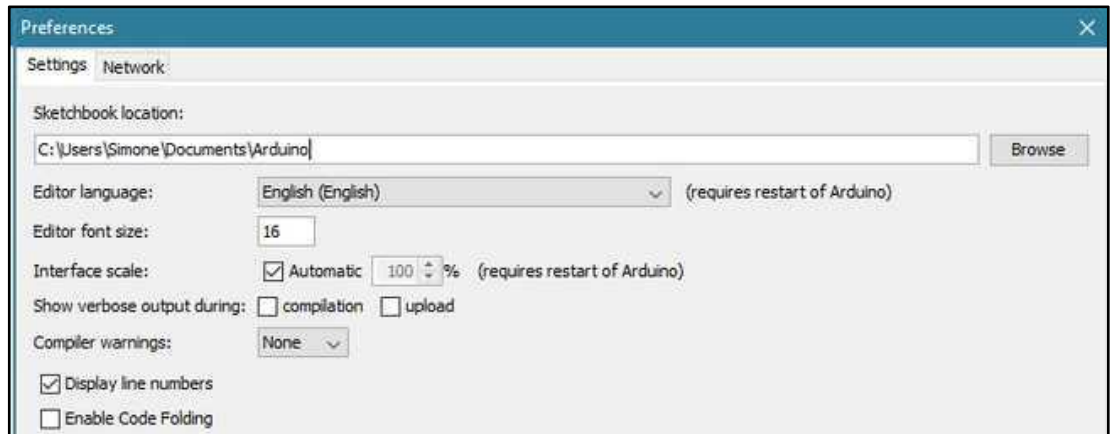 Preferences
Settings Network
Sketchbook location:
C:\Users\Simone\Documents\Arduino Browse
Editor language: English (English) (requires restart of Arduino)
Editor font size: 16
Interface scale: Automatic 100 % (requires restart of Arduino)
Show verbose output during: compilation upload
Compiler warnings: None
Display line numbers
Enable Code Folding